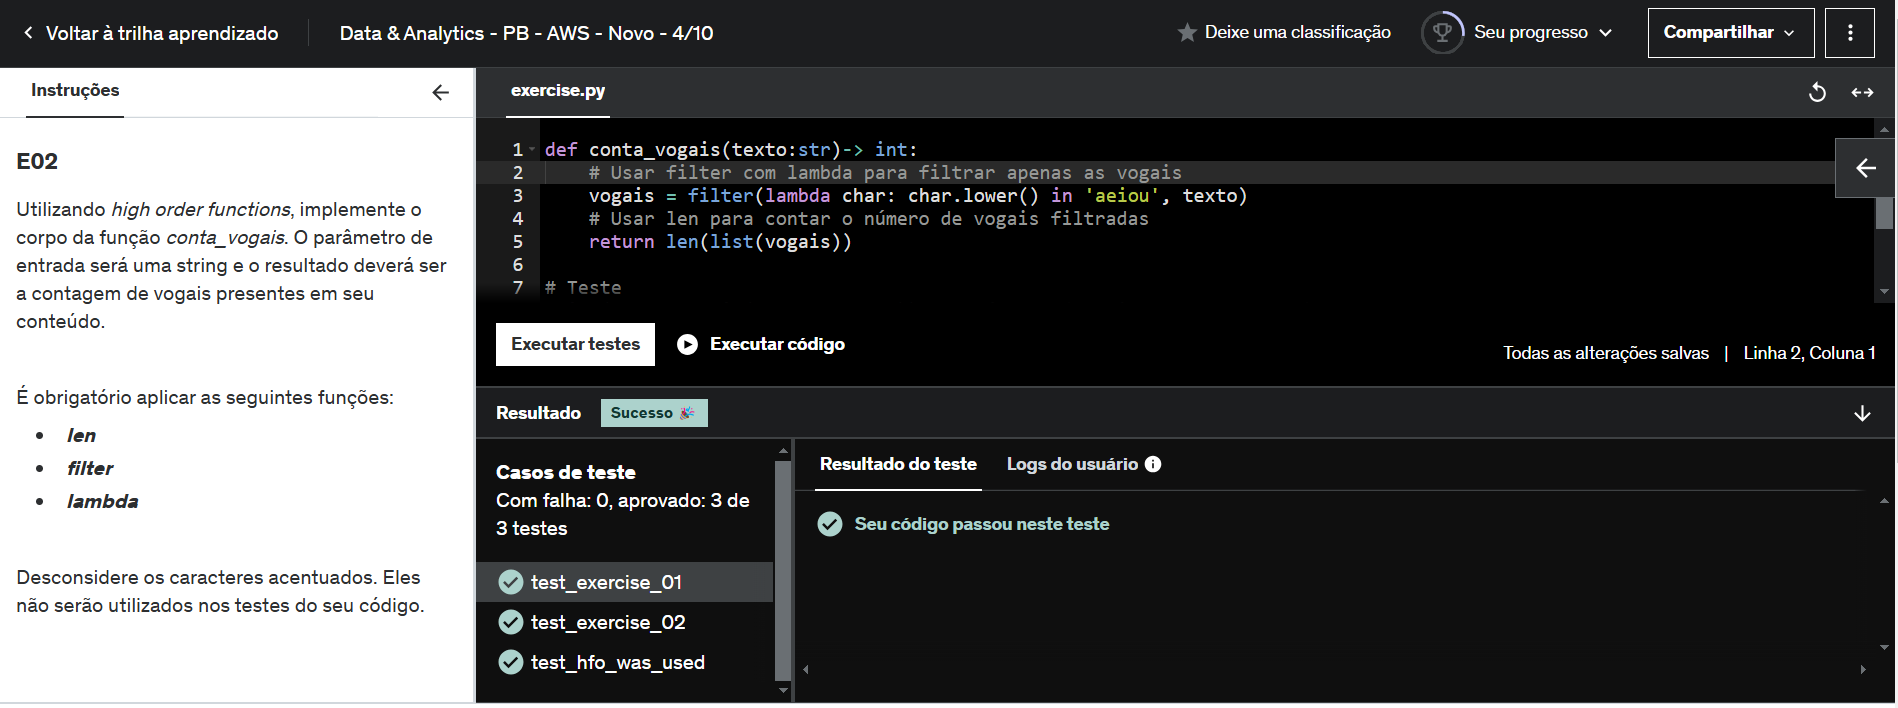 Voltar à trilha aprendizado
Data & Analytics - PB - AWS - Novo - 4/10
Deixe uma classificação
Seu progresso
Compartilhar
Instruções
E02
Utilizando high order functions, implemente o
corpo da função conta_vogais. O parâmetro de
entrada será uma string e o resultado deverá ser
a contagem de vogais presentes em seu
conteúdo.
É obrigatório aplicar as seguintes funções:
• len
• filter
• lambda
Desconsidere os caracteres acentuados. Eles
não serão utilizados nos testes do seu código.
exercise.py
1 def conta_vogais(texto:str)-> int:
2     # Usar filter com lambda para filtrar apenas as vogais
3     vogais = filter(lambda char: char.lower() in 'aeiou', texto)
4     # Usar len para contar o número de vogais filtradas
5     return len(list(vogais))
6
7 # Teste
Executar testes
Executar código
Todas as alterações salvas | Linha 2, Coluna 1
Resultado
Sucesso 🎉
Casos de teste
Com falha: 0, aprovado: 3 de
3 testes
test_exercise_01
test_exercise_02
test_hfo_was_used
Resultado do teste
Logs do usuário
Seu código passou neste teste